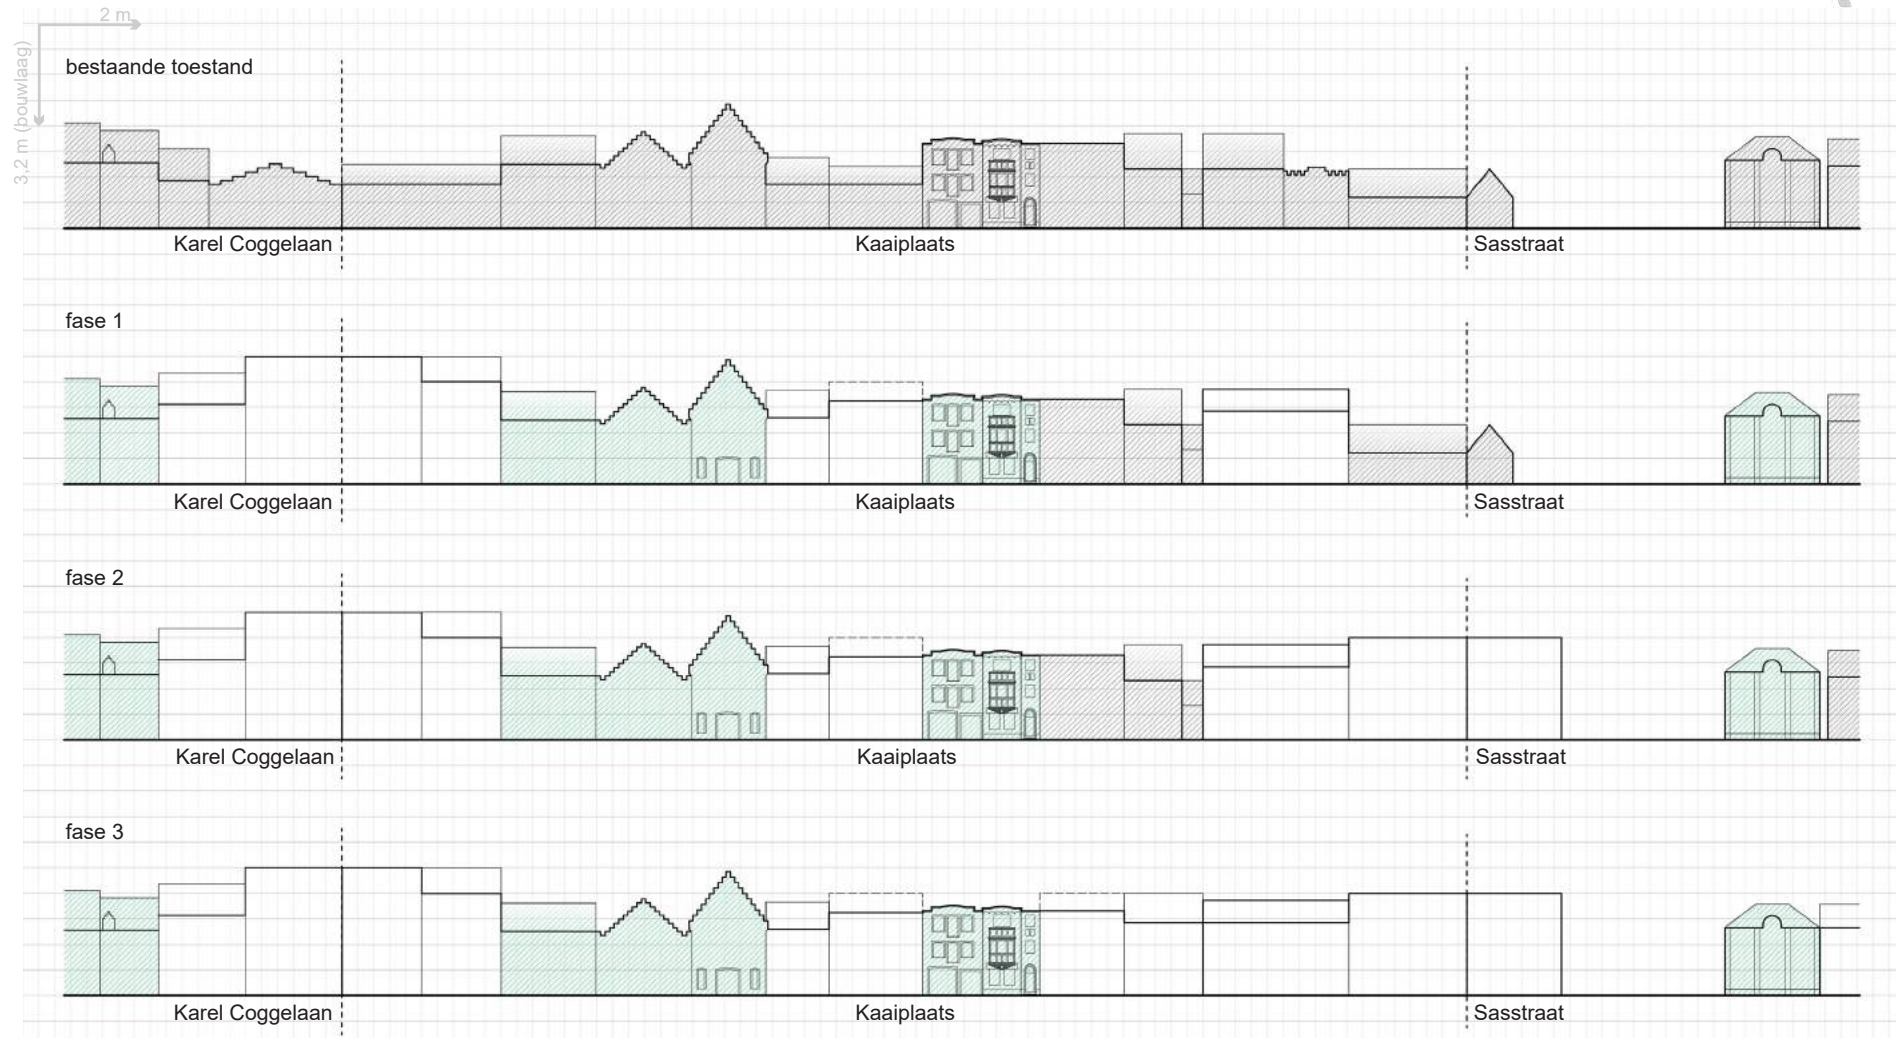 2 m
3,2 m (bouwlaag)
bestaande toestand
Karel Coggelaan
Kaaiplaats
Sasstraat
fase 1
Karel Coggelaan
Kaaiplaats
Sasstraat
fase 2
Karel Coggelaan
Kaaiplaats
Sasstraat
fase 3
Karel Coggelaan
Kaaiplaats
Sasstraat